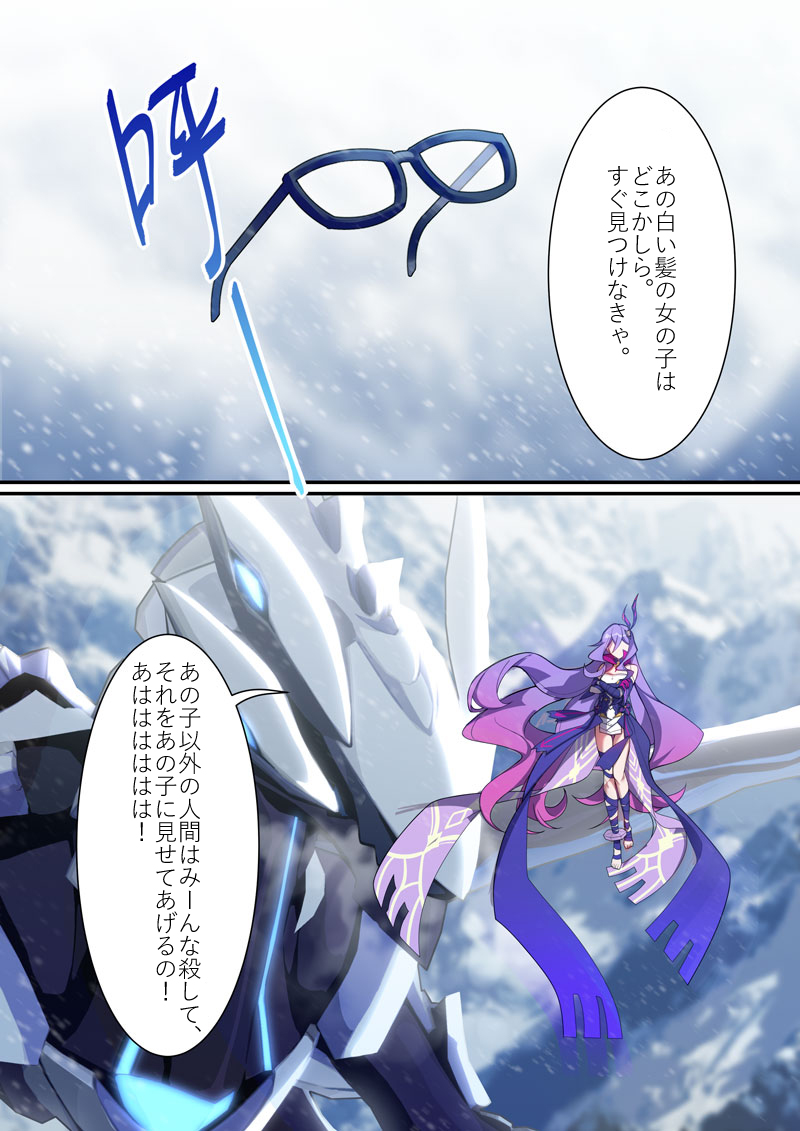 あの白い髪の女の子は
どこかしら。
すぐ見つけなきゃ。
呼
あの子以外の人間はみーんな殺して、
それをあの子に見せてあげるの！
あはははははは！